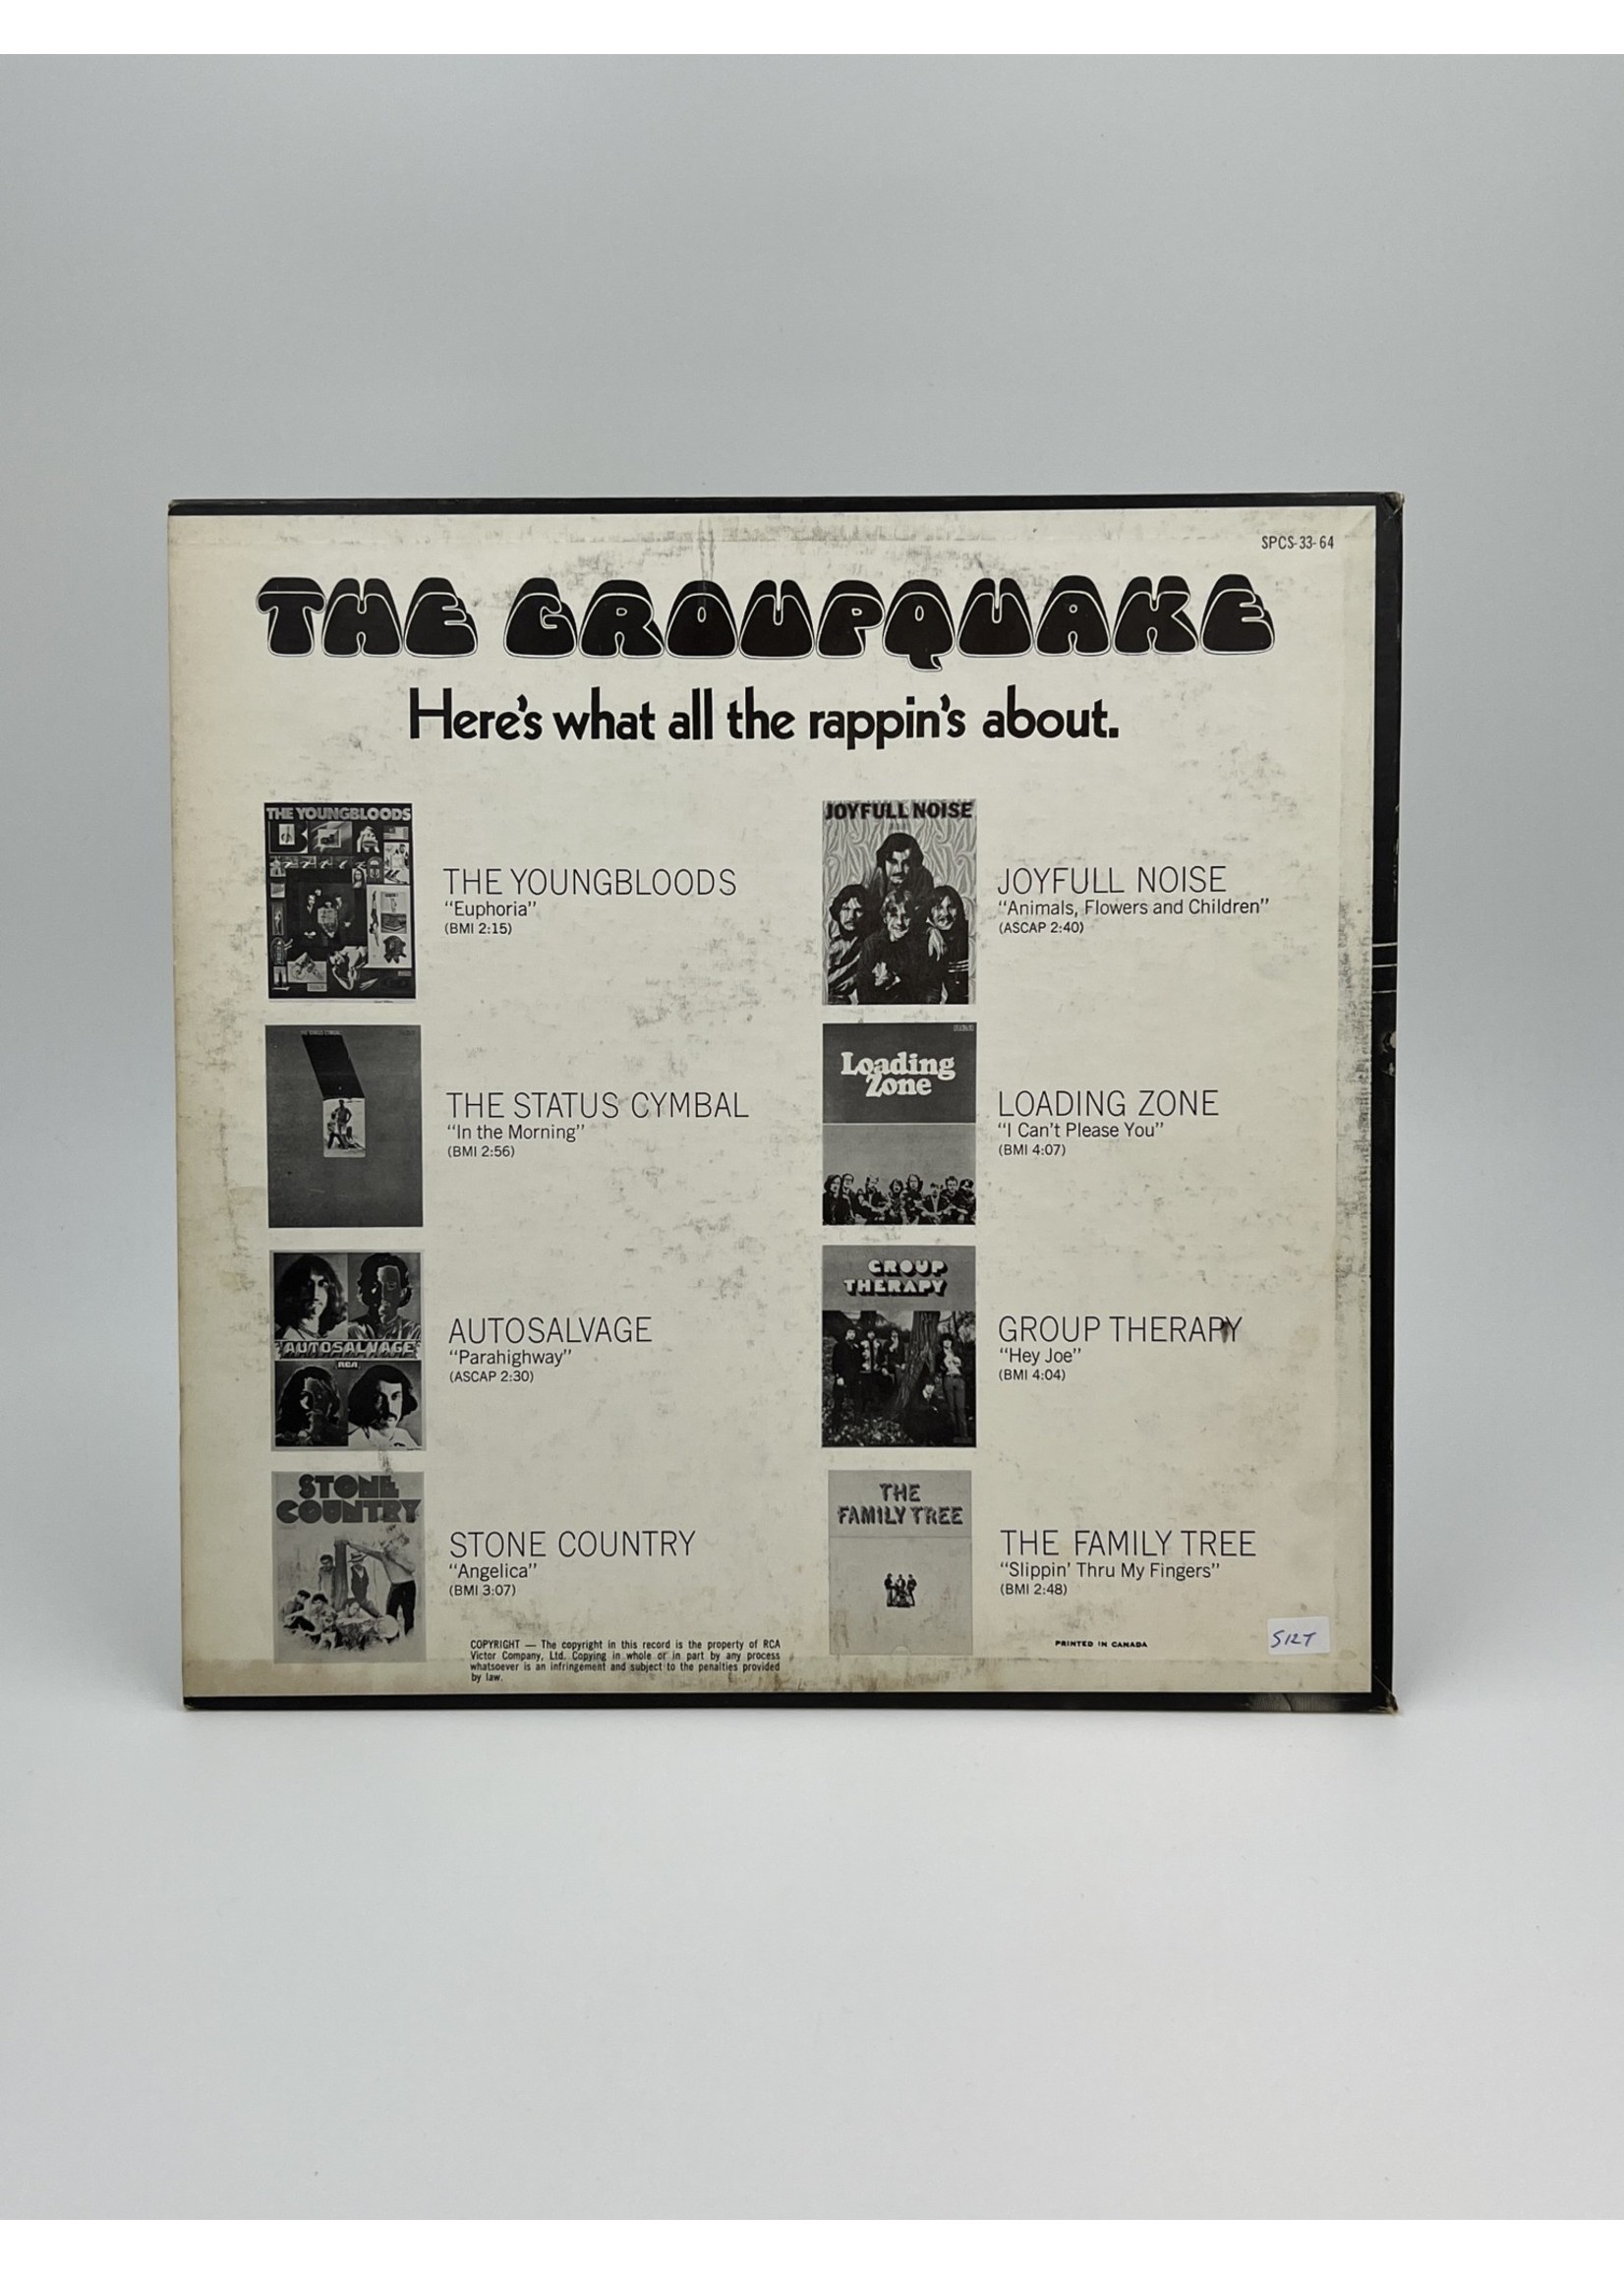 SPCS-33-64
THE GROUPQUAKE
Here's what all the rappin's about.
THE YOUNGBLOODS
THE YOUNGBLOODS
"Euphoria"
(BMI 2:15)
THE STATUS CYMBAL
"In the Morning"
(BMI 2:56)
AUTOSALVAGE
RCA
AUTOSALVAGE
"Parahighway"
(ASCAP 2:30)
STONE
COUNTRY
STONE COUNTRY
"Angelica"
(BMI 3:07)
COPYRIGHT — The copyright in this record is the property of RCA
Victor Company, Ltd. Copying in whole or in part by any process
whatsoever is an infringement and subject to the penalties provided
by law.
JOYFULL NOISE
JOYFULL NOISE
"Animals, Flowers and Children"
(ASCAP 2:40)
Loading
Zone
LOADING ZONE
"I Can't Please You"
(BMI 4:07)
GROUP
THERAPY
GROUP THERAPY
"Hey Joe"
(BMI 4:04)
THE
FAMILY TREE
THE FAMILY TREE
"Slippin' Thru My Fingers"
(BMI 2:48)
PRINTED IN CANADA